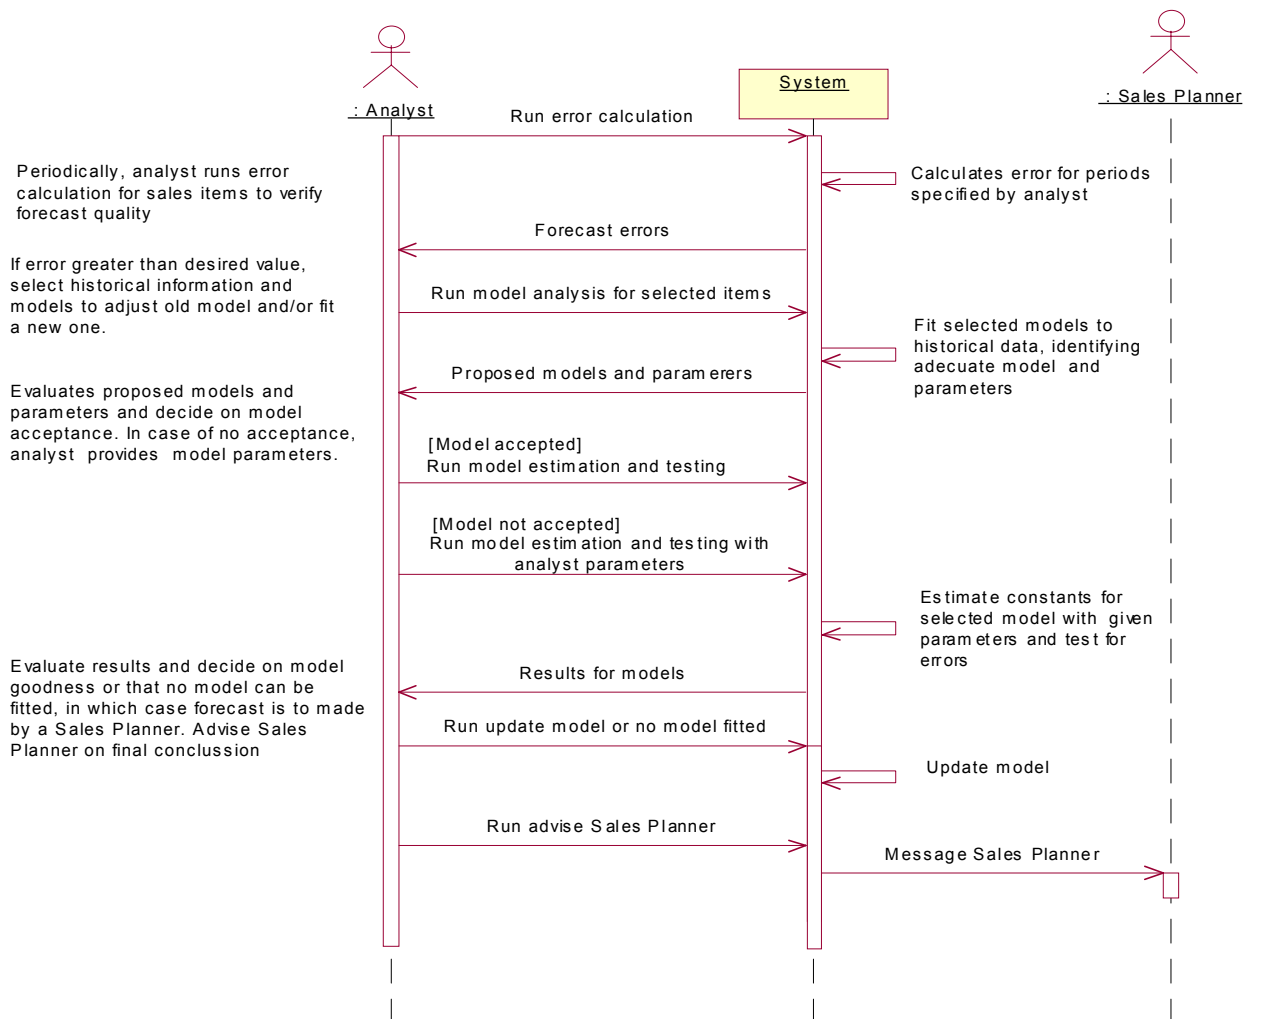 : Analyst
System
: Sales Planner
Run error calculation
Periodically, analyst runs error
calculation for sales items to verify
forecast quality
Calculates error for periods
specified by analyst
Forecast errors
If error greater than desired value,
select historical information and
models to adjust old model and/or fit
a new one.
Run model analysis for selected items
Fit selected models to
historical data, identifying
adecuate model and
parameters
Proposed models and paramerers
Evaluates proposed models and
parameters and decide on model
acceptance. In case of no acceptance,
analyst provides model parameters.
[Model accepted]
Run model estimation and testing
[Model not accepted]
Run model estimation and testing with
analyst parameters
Estimate constants for
selected model with given
parameters and test for
errors
Evaluate results and decide on model
goodness or that no model can be
fitted, in which case forecast is to made
by a Sales Planner. Advise Sales
Planner on final conclussion
Results for models
Run update model or no model fitted
Update model
Run advise Sales Planner
Message Sales Planner